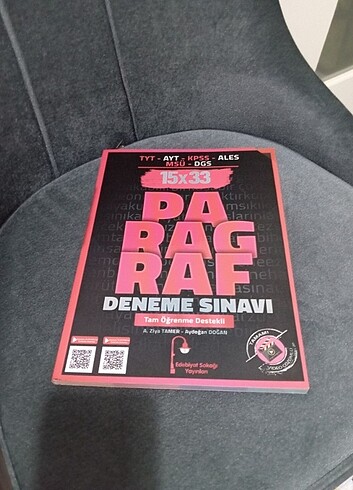 TYT - AYT - KPSS - ALES
MSÜ - DGS
15x33
PA
RAG
RAF
DENEME SINAVI
Tam Öğrenme Destekli
A. Ziya TAMER - Aydoğan DOĞAN
Edebiyat Sokağı
Yayınları
TAMAMI